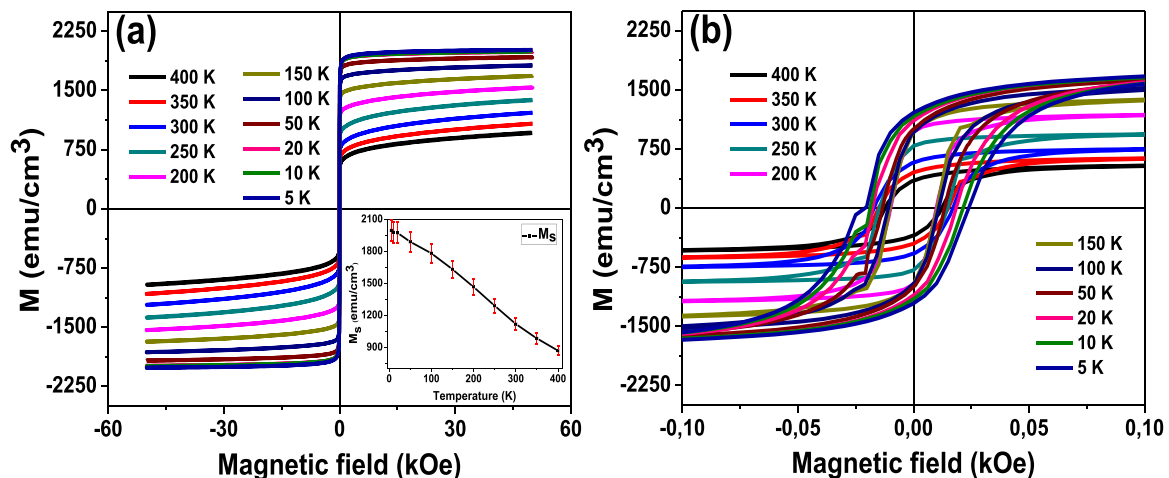 (a)
2250
1500
750
0
-750
-1500
-2250
M (emu/cm³)
400 K
350 K
300 K
250 K
200 K
150 K
100 K
50 K
20 K
10 K
5 K
2100
1800
1500
1200
900
Ms (emu/cm³)
Ms
0 100 200 300 400
Temperature (K)
-60 -30 0 30 60
Magnetic field (kOe)
(b)
2250
1500
750
0
-750
-1500
-2250
M (emu/cm³)
400 K
350 K
300 K
250 K
200 K
150 K
100 K
50 K
20 K
10 K
5 K
-0,10 -0,05 0,00 0,05 0,10
Magnetic field (kOe)